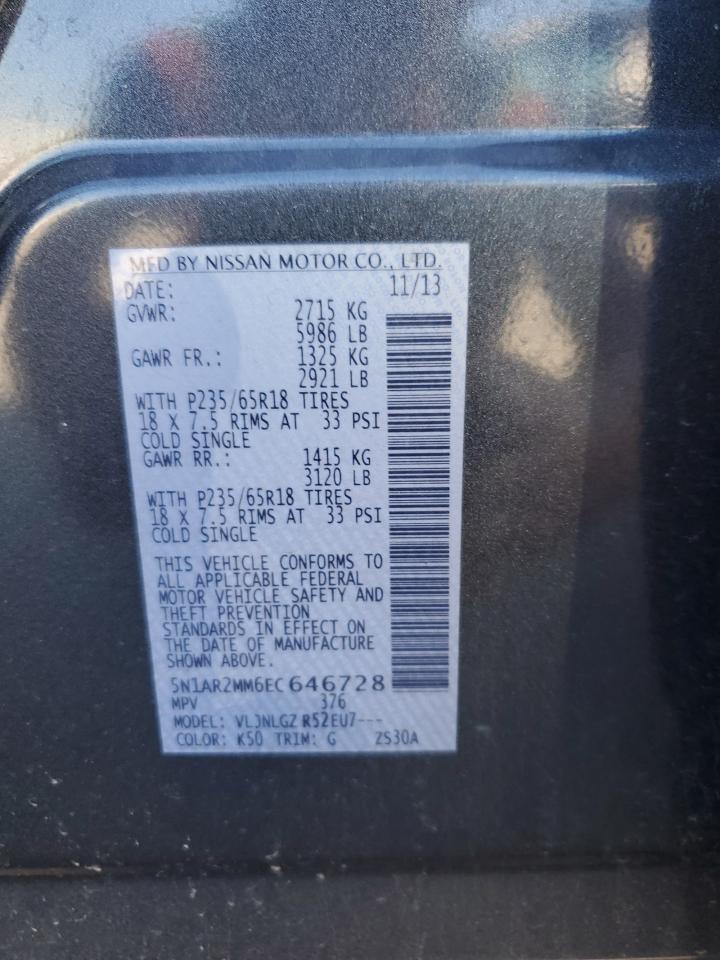 MFD BY NISSAN MOTOR CO., LTD.
DATE: 11/13
GVWR: 2715 KG
5986 LB
GAWR FR.: 1325 KG
2921 LB
WITH P235/65R18 TIRES
18 X 7.5 RIMS AT 33 PSI
COLD SINGLE
GAWR RR.: 1415 KG
3120 LB
WITH P235/65R18 TIRES
18 X 7.5 RIMS AT 33 PSI
COLD SINGLE
THIS VEHICLE CONFORMS TO
ALL APPLICABLE FEDERAL
MOTOR VEHICLE SAFETY AND
THEFT PREVENTION
STANDARDS IN EFFECT ON
THE DATE OF MANUFACTURE
SHOWN ABOVE.
5N1AR2MM6EC646728
MPV 376
MODEL: VLJNLGZ R52EU7---
COLOR: K50 TRIM: G ZS30A